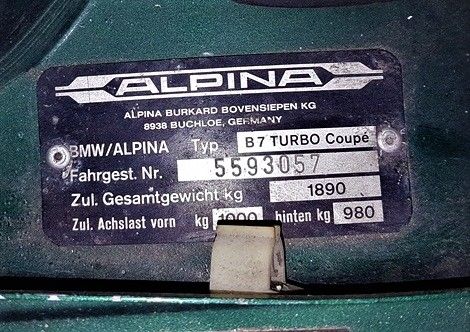 ALPINA
ALPINA BURKARD BOVENSIEPEN KG
8938 BUCHLOE, GERMANY
BMW/ALPINA Typ B7 TURBO Coupé
Fahrgest. Nr. 5593057
Zul. Gesamtgewicht kg 1890
Zul. Achslast vorn kg 1000 hinten kg 980